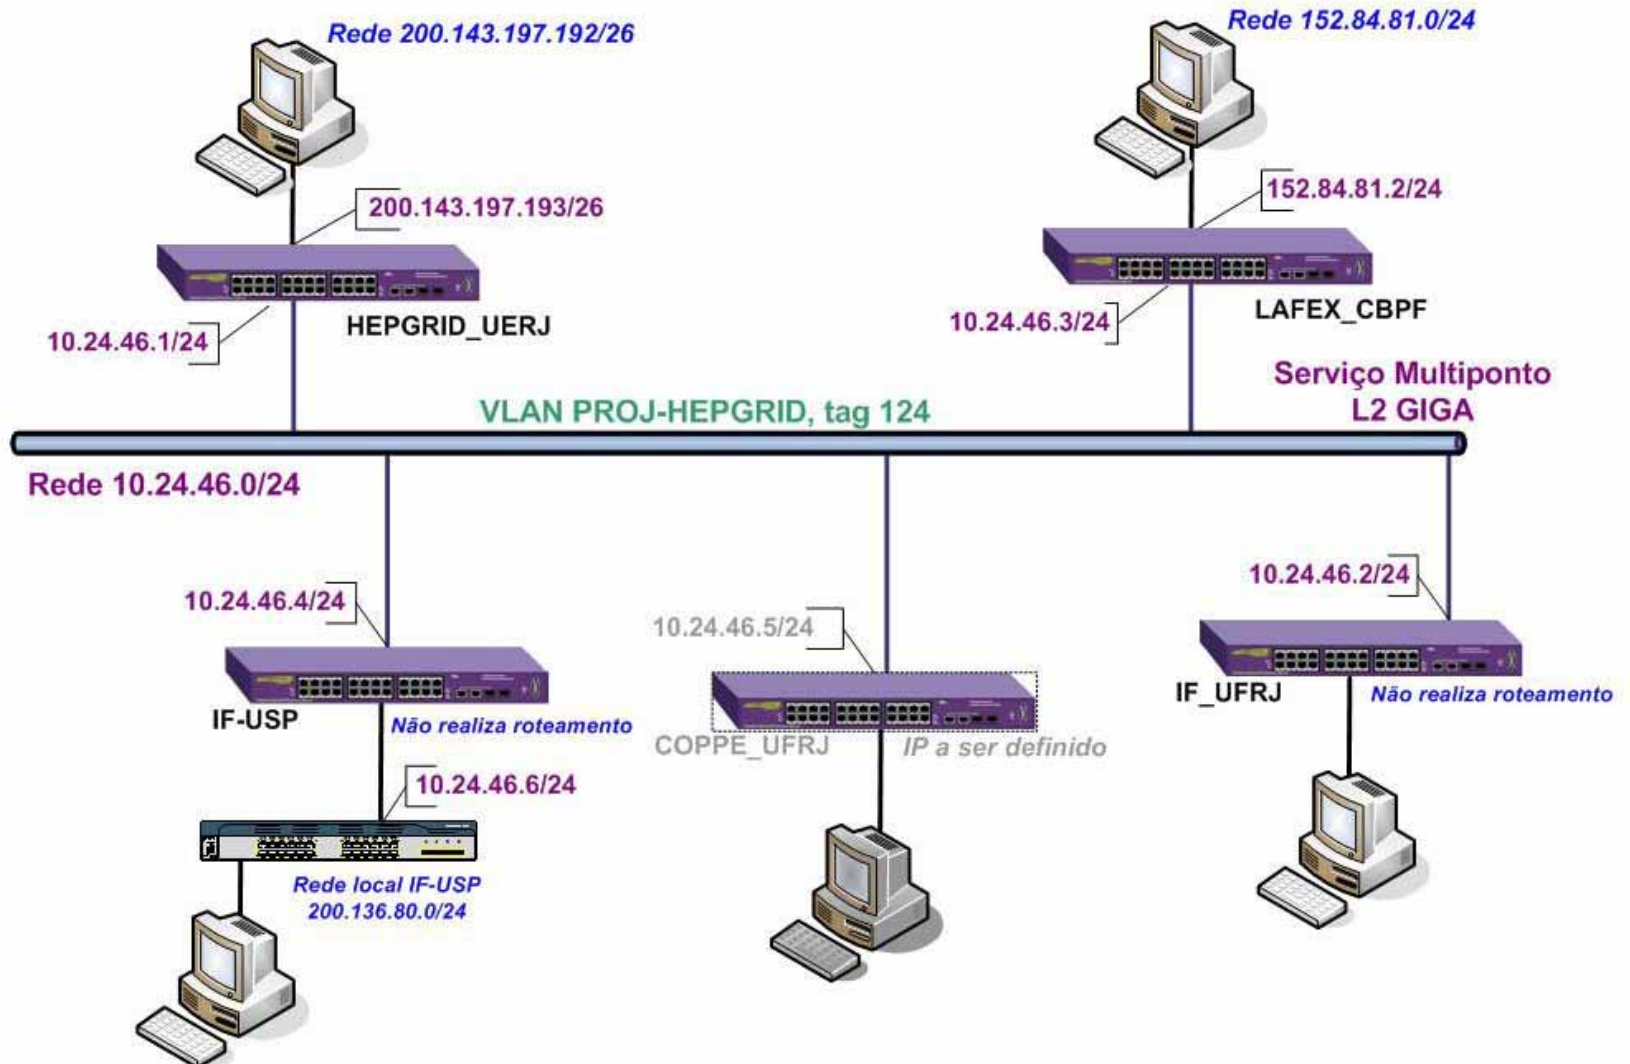 Rede 200.143.197.192/26
Rede 152.84.81.0/24
200.143.197.193/26
152.84.81.2/24
HEPGRID_UERJ
LAFEX_CBPF
10.24.46.1/24
10.24.46.3/24
Serviço Multiponto
L2 GIGA
VLAN PROJ-HEPGRID, tag 124
Rede 10.24.46.0/24
10.24.46.4/24
10.24.46.5/24
10.24.46.2/24
IF-USP
Não realiza roteamento
COPPE_UFRJ
IP a ser definido
IF_UFRJ
Não realiza roteamento
10.24.46.6/24
Rede local IF-USP
200.136.80.0/24